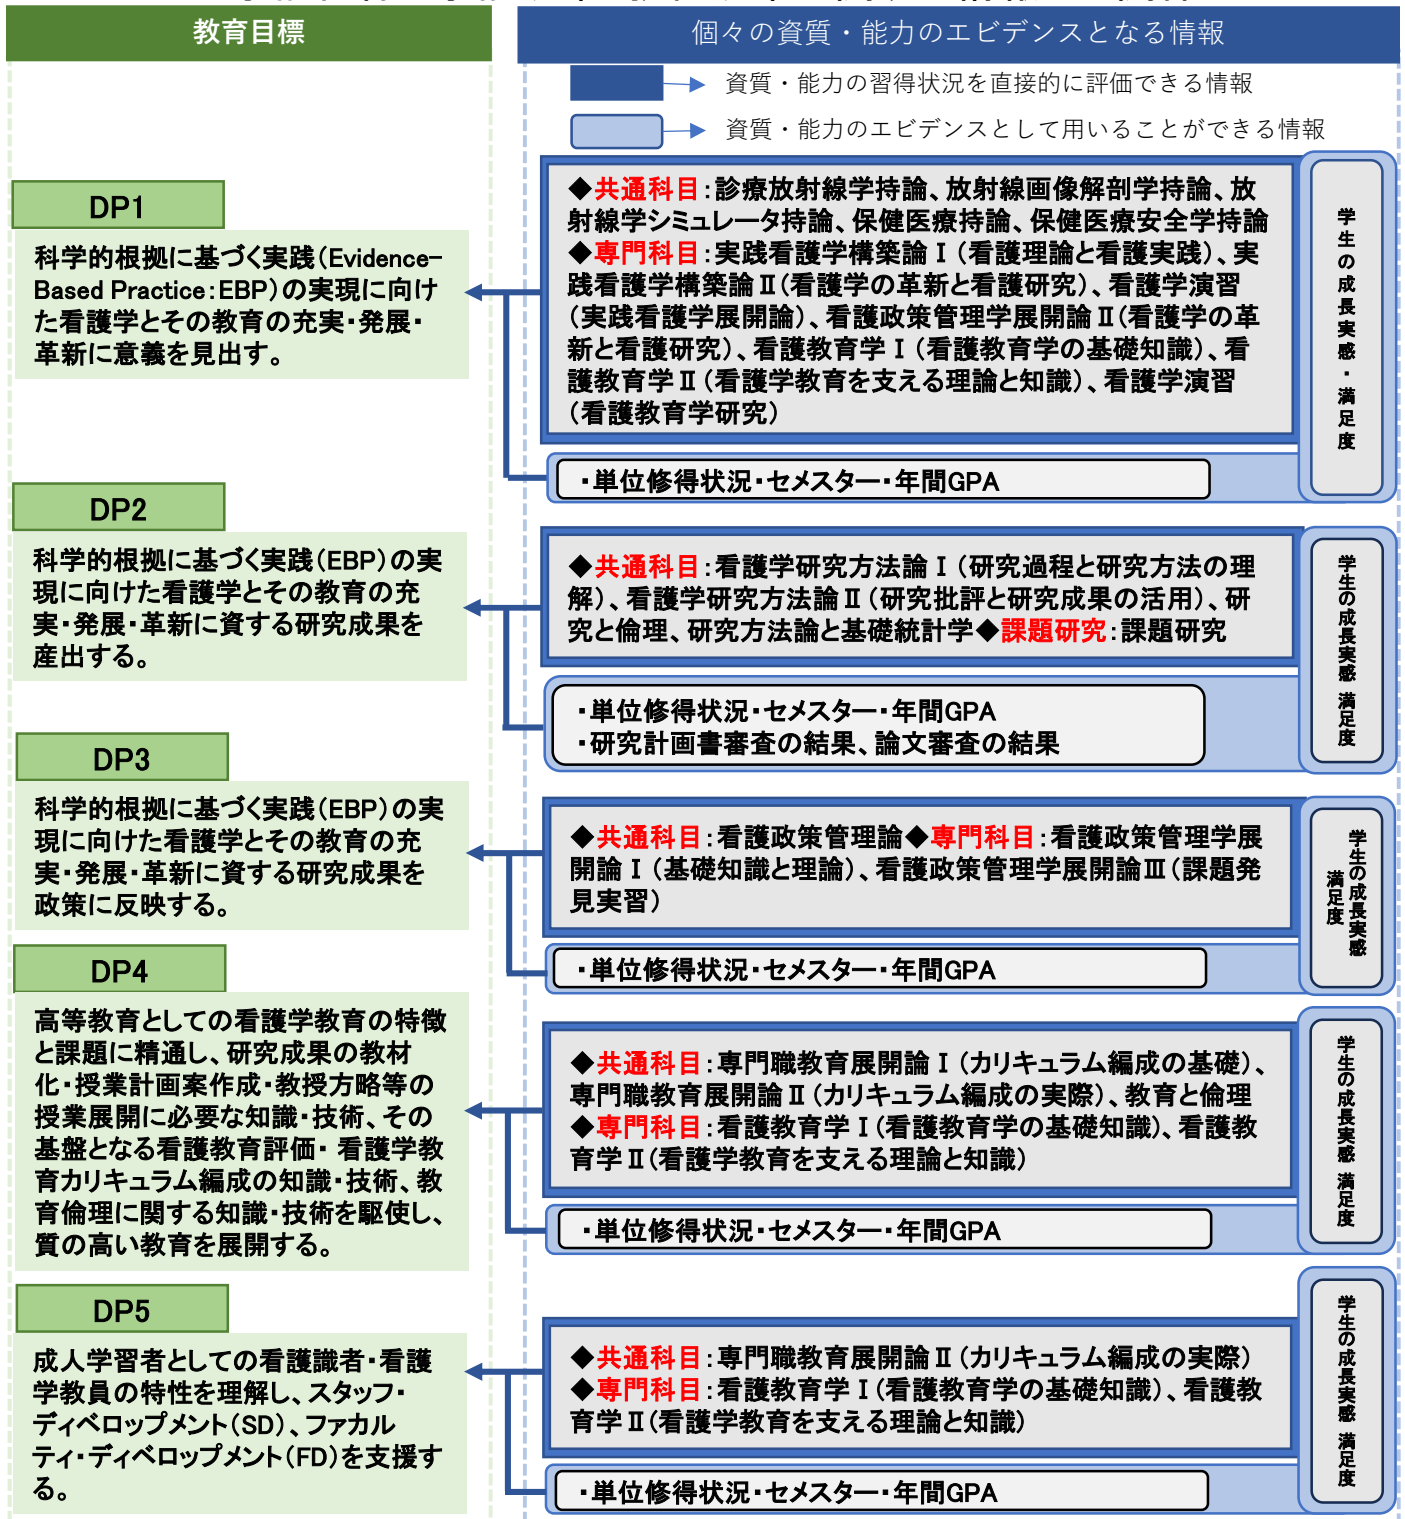 教育目標
個々の資質・能力のエビデンスとなる情報
資質・能力の習得状況を直接的に評価できる情報
資質・能力のエビデンスとして用いることができる情報
DP1
科学的根拠に基づく実践（Evidence-
Based Practice：EBP）の実現に向け
た看護学とその教育の充実・発展・
革新に意義を見出す。
◆共通科目：診療放射線学持論、放射線画像解剖学持論、放
射線学シミュレータ持論、保健医療持論、保健医療安全学持論
◆専門科目：実践看護学構築論Ⅰ（看護理論と看護実践）、実
践看護学構築論Ⅱ（看護学の革新と看護研究）、看護学演習
（実践看護学展開論）、看護政策管理学展開論Ⅱ（看護学の革
新と看護研究）、看護教育学Ⅰ（看護教育学の基礎知識）、看
護教育学Ⅱ（看護学教育を支える理論と知識）、看護学演習
（看護教育学研究）
・単位修得状況・セメスター・年間GPA
学生の成長実感・満足度
DP2
科学的根拠に基づく実践（EBP）の実
現に向けた看護学とその教育の充
実・発展・革新に資する研究成果を
産出する。
◆共通科目：看護学研究方法論Ⅰ（研究過程と研究方法の理
解）、看護学研究方法論Ⅱ（研究批評と研究成果の活用）、研
究と倫理、研究方法論と基礎統計学◆課題研究：課題研究
・単位修得状況・セメスター・年間GPA
・研究計画書審査の結果、論文審査の結果
学生の成長実感 満足度
DP3
科学的根拠に基づく実践（EBP）の実
現に向けた看護学とその教育の充
実・発展・革新に資する研究成果を
政策に反映する。
◆共通科目：看護政策管理論◆専門科目：看護政策管理学展
開論Ⅰ（基礎知識と理論）、看護政策管理学展開論Ⅲ（課題発
見実習）
・単位修得状況・セメスター・年間GPA
学生の成長実感
満足度
DP4
高等教育としての看護学教育の特徴
と課題に精通し、研究成果の教材
化・授業計画案作成・教授方略等の
授業展開に必要な知識・技術、その
基盤となる看護教育評価・ 看護学教
育カリキュラム編成の知識・技術、教
育倫理に関する知識・技術を駆使し、
質の高い教育を展開する。
◆共通科目：専門職教育展開論Ⅰ（カリキュラム編成の基礎）、
専門職教育展開論Ⅱ（カリキュラム編成の実際）、教育と倫理
◆専門科目：看護教育学Ⅰ（看護教育学の基礎知識）、看護教
育学Ⅱ（看護学教育を支える理論と知識）
・単位修得状況・セメスター・年間GPA
学生の成長実感 満足度
DP5
成人学習者としての看護識者・看護
学教員の特性を理解し、スタッフ・
ディベロップメント（SD）、ファカル
ティ・ディベロップメント（FD）を支援す
る。
◆共通科目：専門職教育展開論Ⅱ（カリキュラム編成の実際）
◆専門科目：看護教育学Ⅰ（看護教育学の基礎知識）、看護教
育学Ⅱ（看護学教育を支える理論と知識）
・単位修得状況・セメスター・年間GPA
学生の成長実感 満足度